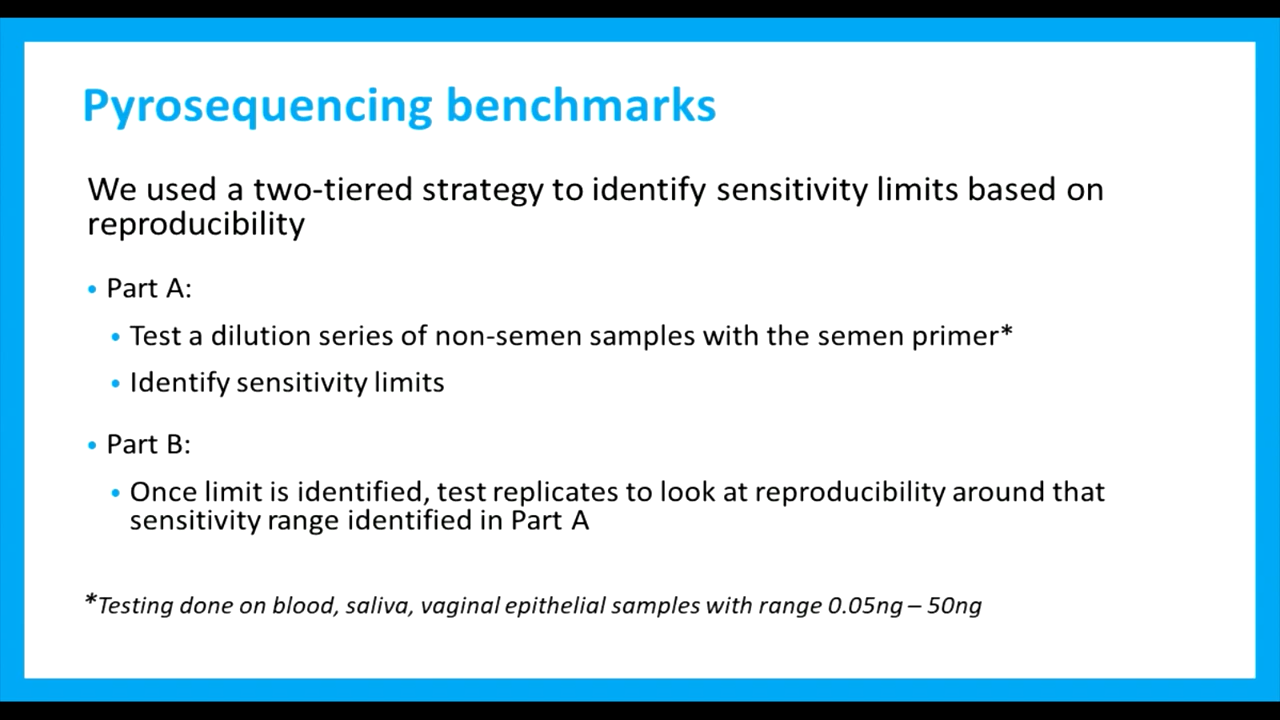 Pyrosequencing benchmarks
We used a two-tiered strategy to identify sensitivity limits based on
reproducibility
• Part A:
• Test a dilution series of non-semen samples with the semen primer*
• Identify sensitivity limits
• Part B:
• Once limit is identified, test replicates to look at reproducibility around that
sensitivity range identified in Part A
*Testing done on blood, saliva, vaginal epithelial samples with range 0.05ng – 50ng